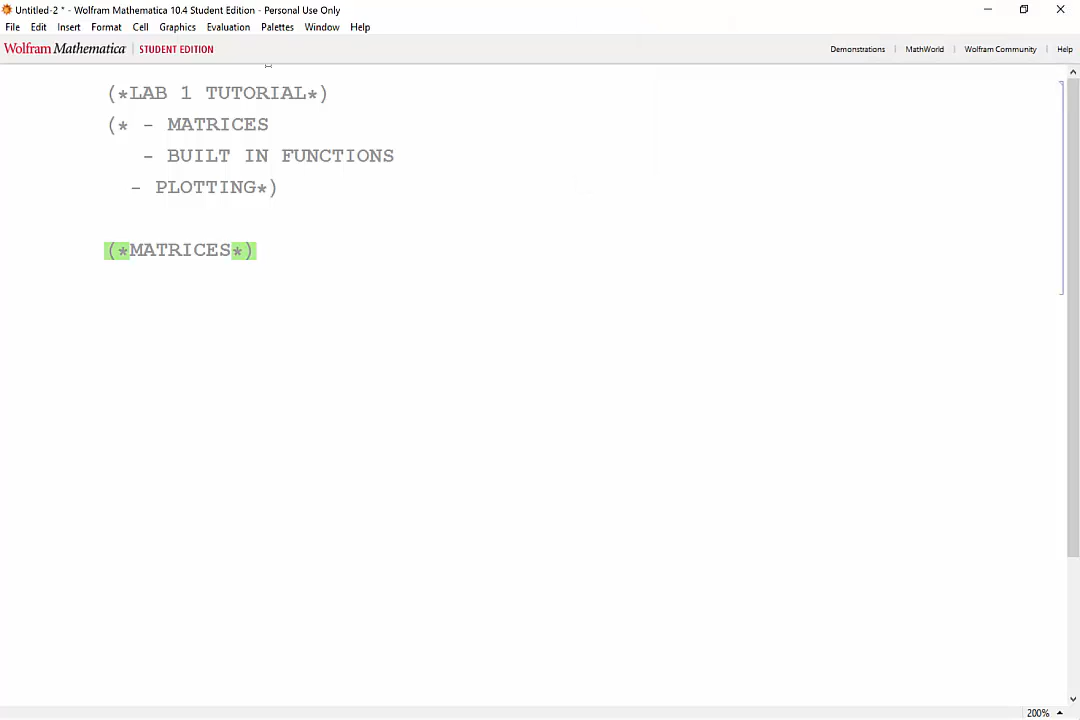 Untitled-2 * - Wolfram Mathematica 10.4 Student Edition - Personal Use Only
File Edit Insert Format Cell Graphics Evaluation Palettes Window Help
Wolfram Mathematica | STUDENT EDITION Demonstrations | MathWorld | Wolfram Community | Help
(*LAB 1 TUTORIAL*)
(* - MATRICES
- BUILT IN FUNCTIONS
- PLOTTING*)
(*MATRICES*)
200%